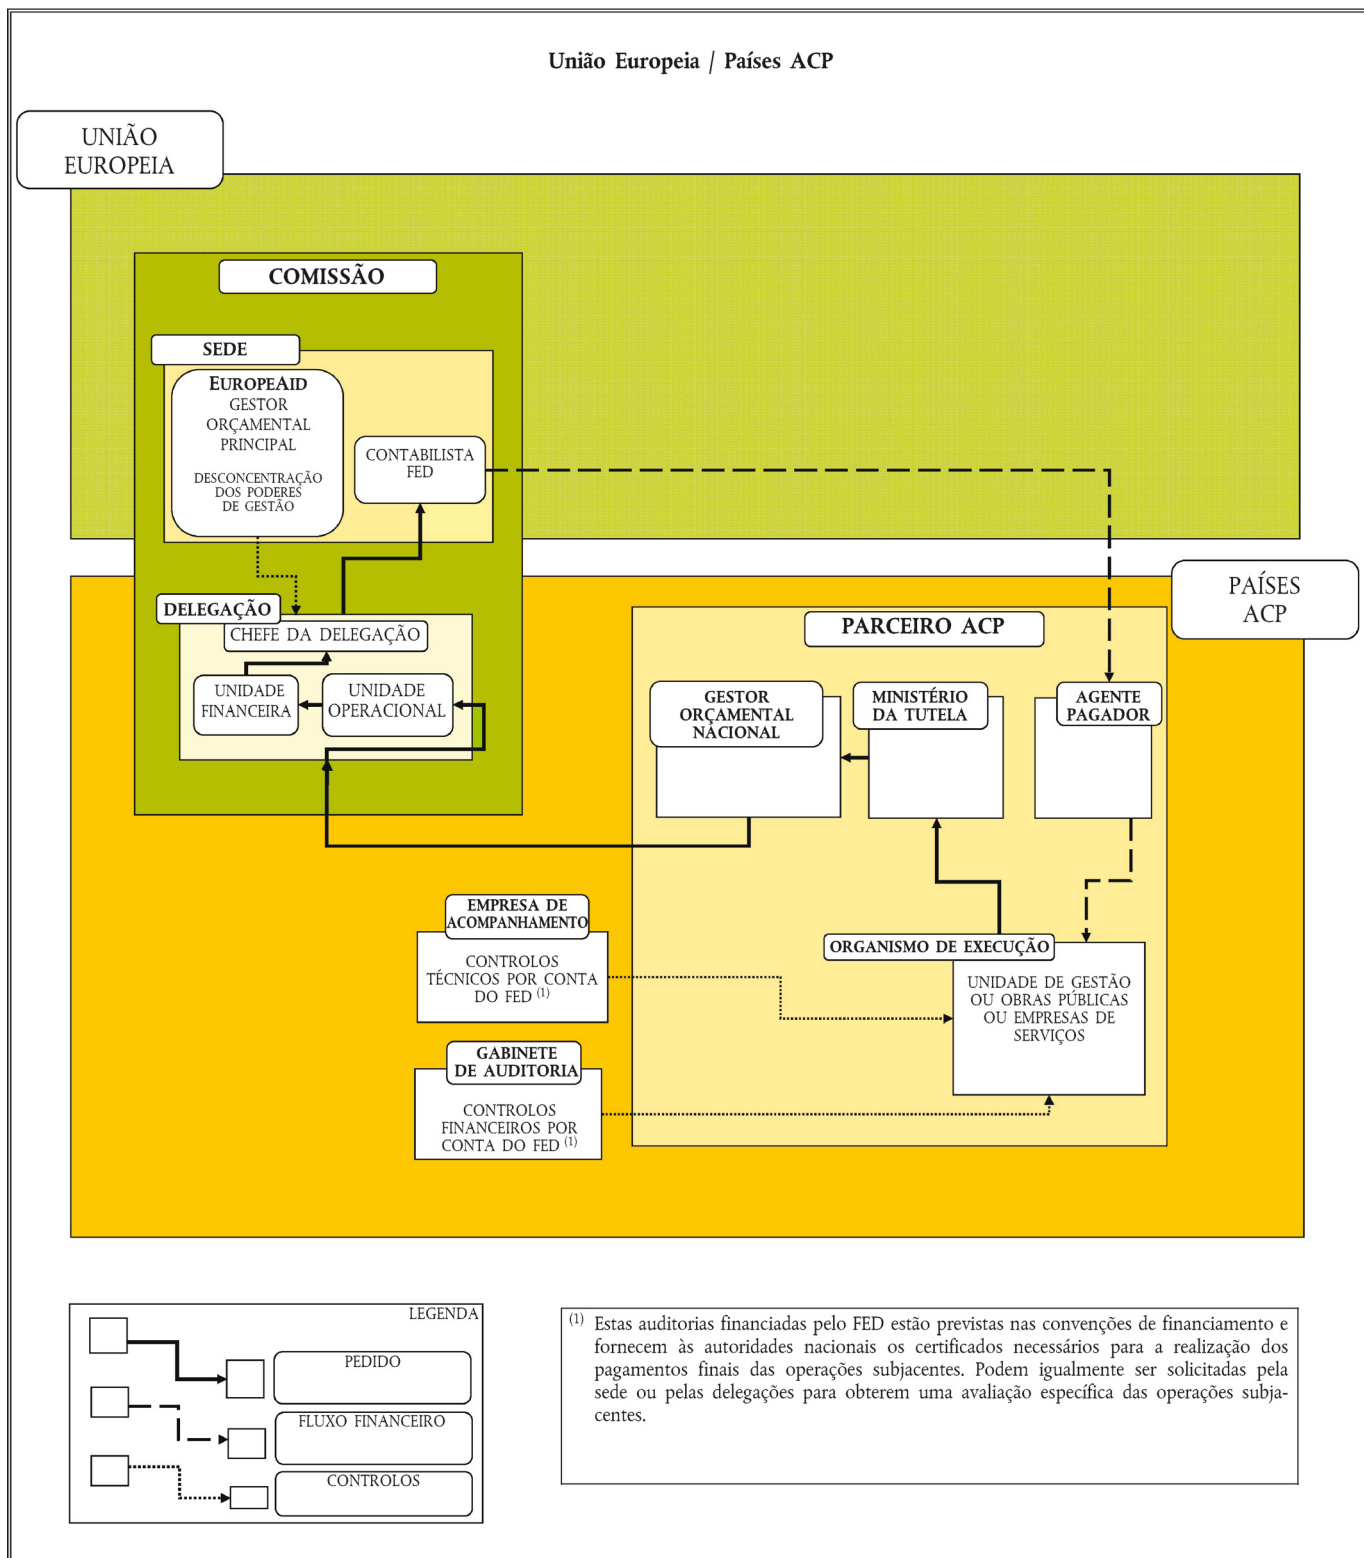 União Europeia / Países ACP
UNIÃO
EUROPEIA
COMISSÃO
SEDE
EUROPEAID
GESTOR
ORÇAMENTAL
PRINCIPAL
DESCONCENTRAÇÃO
DOS PODERES
DE GESTÃO
CONTABILISTA
FED
PAÍSES
ACP
DELEGAÇÃO
CHEFE DA DELEGAÇÃO
UNIDADE
FINANCEIRA
UNIDADE
OPERACIONAL
PARCEIRO ACP
GESTOR
ORÇAMENTAL
NACIONAL
MINISTÉRIO
DA TUTELA
AGENTE
PAGADOR
EMPRESA DE
ACOMPANHAMENTO
CONTROLOS
TÉCNICOS POR CONTA
DO FED (1)
ORGANISMO DE EXECUÇÃO
UNIDADE DE GESTÃO
OU OBRAS PÚBLICAS
OU EMPRESAS DE
SERVIÇOS
GABINETE
DE AUDITORIA
CONTROLOS
FINANCEIROS POR
CONTA DO FED (1)
LEGENDA
PEDIDO
FLUXO FINANCEIRO
CONTROLOS
(1) Estas auditorias financiadas pelo FED estão previstas nas convenções de financiamento e
fornecem às autoridades nacionais os certificados necessários para a realização dos
pagamentos finais das operações subjacentes. Podem igualmente ser solicitadas pela
sede ou pelas delegações para obterem uma avaliação específica das operações subja-
centes.